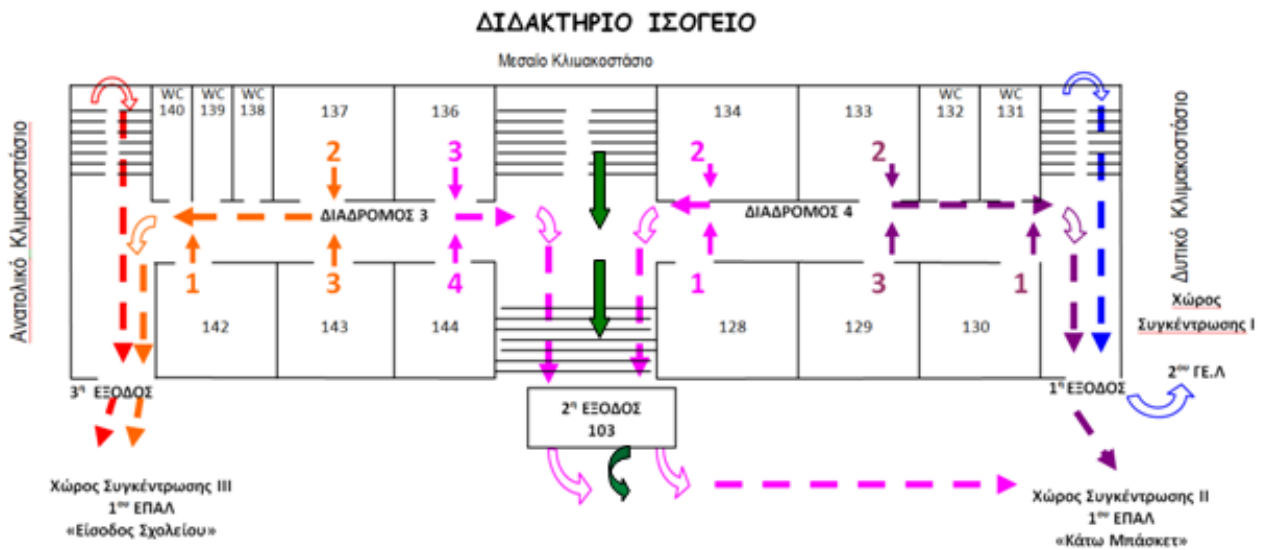 ΔΙΔΑΚΤΗΡΙΟ ΙΣΟΓΕΙΟ
Μεσαίο Κλιμακοστάσιο
WC 140
WC 139
WC 138
137
136
134
133
WC 132
WC 131
2
3
2
2
Ανατολικό Κλιμακοστάσιο
ΔΙΑΔΡΟΜΟΣ 3
ΔΙΑΔΡΟΜΟΣ 4
Δυτικό Κλιμακοστάσιο
1
3
4
1
3
1
142
143
144
128
129
130
Χώρος
Συγκέντρωσης Ι
2ου ΓΕ.Λ
3η ΕΞΟΔΟΣ
2η ΕΞΟΔΟΣ
103
1η ΕΞΟΔΟΣ
Χώρος Συγκέντρωσης ΙΙΙ
1ου ΕΠΑΛ
«Είσοδος Σχολείου»
Χώρος Συγκέντρωσης ΙΙ
1ου ΕΠΑΛ
«Κάτω Μπάσκετ»